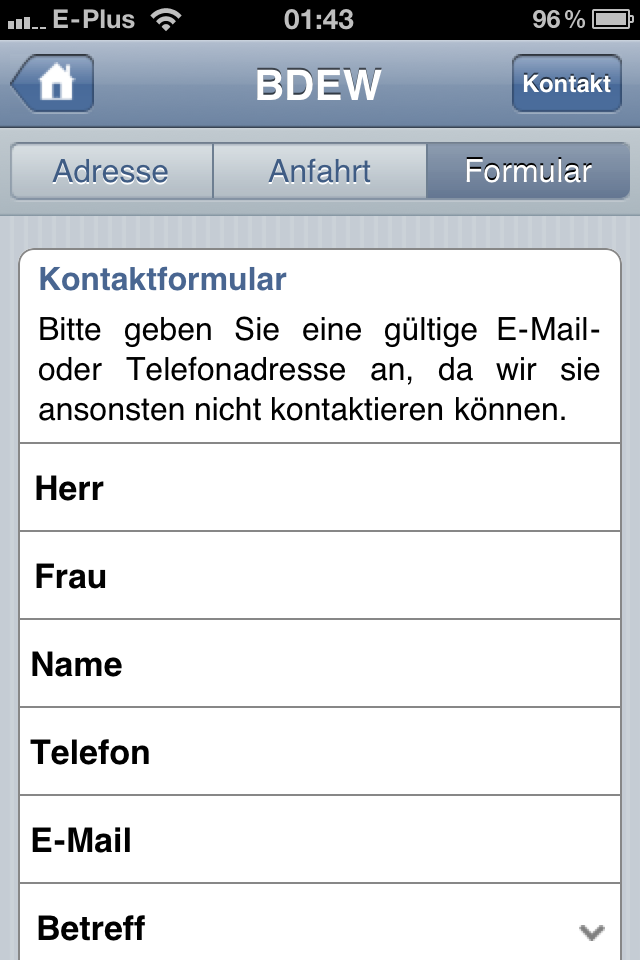 E-Plus 01:43 96 %
BDEW Kontakt
Adresse Anfahrt Formular
Kontaktformular
Bitte geben Sie eine gültige E-Mail-
oder Telefonadresse an, da wir sie
ansonsten nicht kontaktieren können.
Herr
Frau
Name
Telefon
E-Mail
Betreff